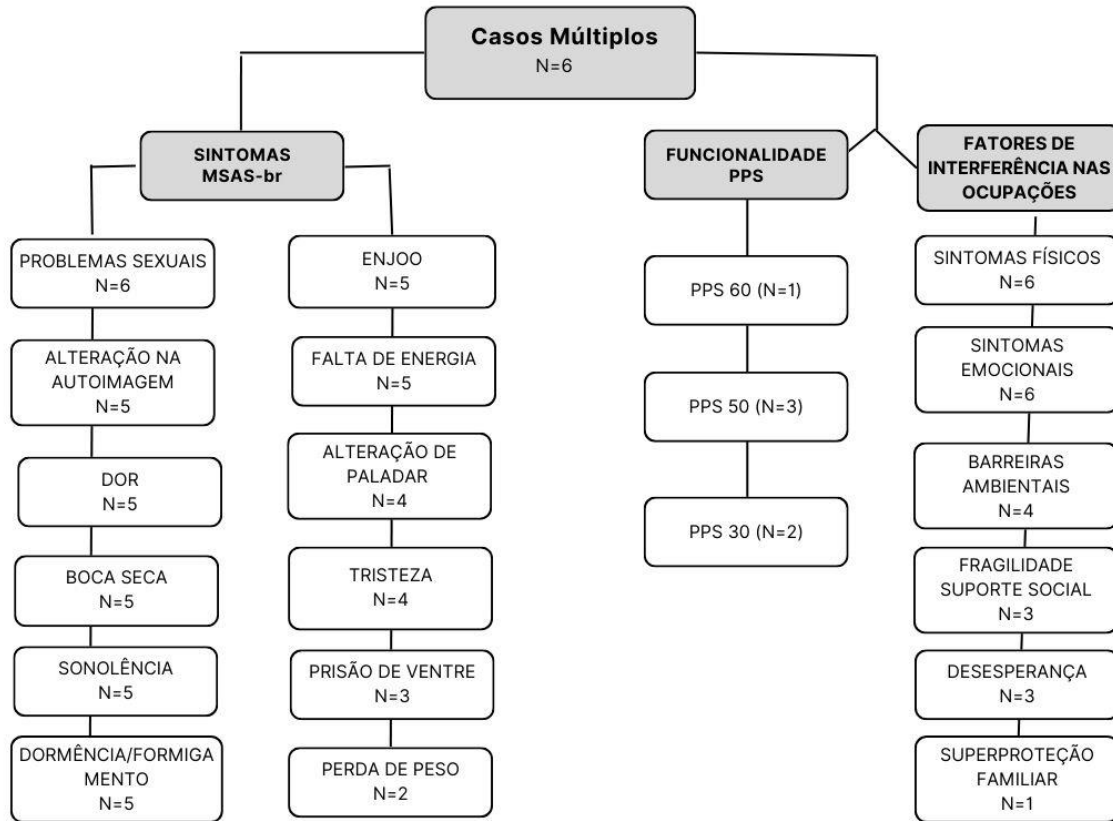 Casos Múltiplos
N=6
SINTOMAS
MSAS-br
PROBLEMAS SEXUAIS
N=6
ALTERAÇÃO NA
AUTOIMAGEM
N=5
DOR
N=5
BOCA SECA
N=5
SONOLÊNCIA
N=5
DORMÊNCIA/FORMIGA
MENTO
N=5
ENJOO
N=5
FALTA DE ENERGIA
N=5
ALTERAÇÃO DE
PALADAR
N=4
TRISTEZA
N=4
PRISÃO DE VENTRE
N=3
PERDA DE PESO
N=2
FUNCIONALIDADE
PPS
PPS 60 (N=1)
PPS 50 (N=3)
PPS 30 (N=2)
FATORES DE
INTERFERÊNCIA NAS
OCUPAÇÕES
SINTOMAS FÍSICOS
N=6
SINTOMAS
EMOCIONAIS
N=6
BARREIRAS
AMBIENTAIS
N=4
FRAGILIDADE
SUPORTE SOCIAL
N=3
DESESPERANÇA
N=3
SUPERPROTEÇÃO
FAMILIAR
N=1